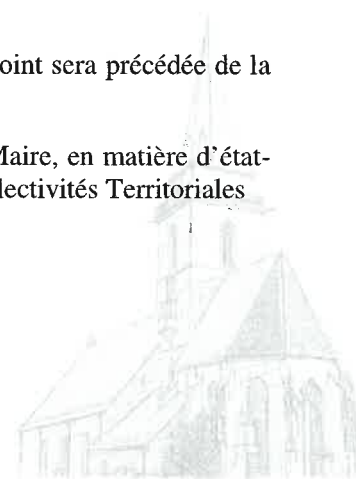 oint sera précédée de la
Maire, en matière d'état-
llectivités Territoriales